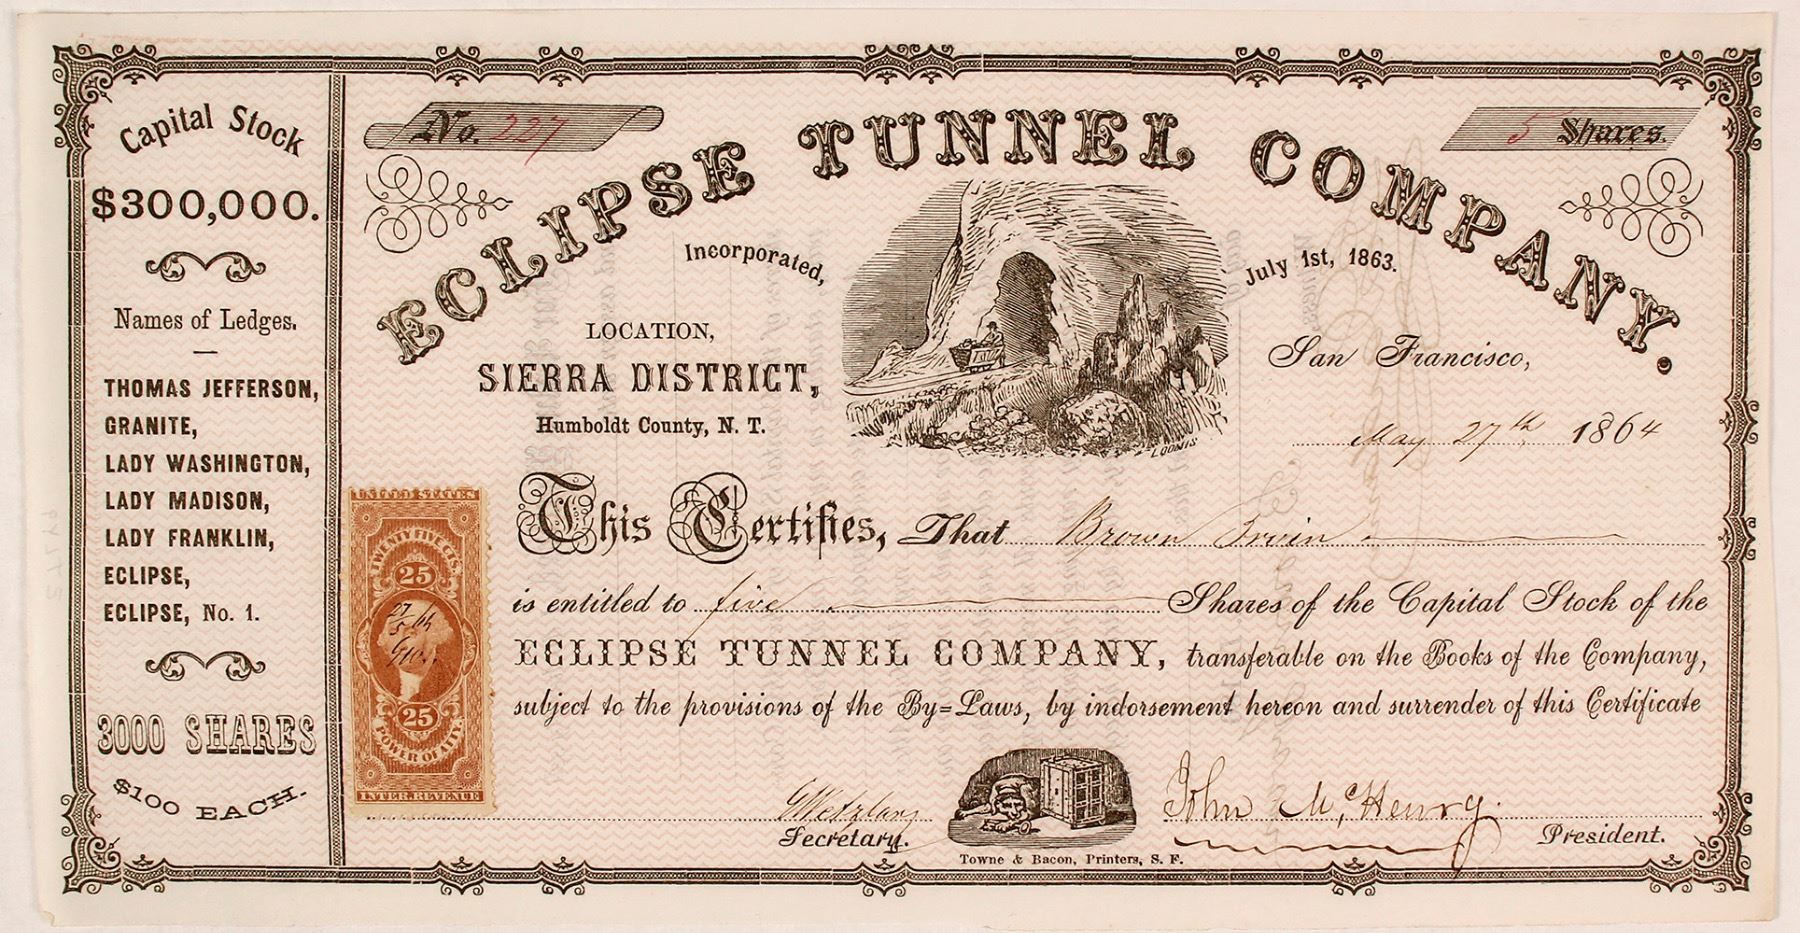 Capital Stock
$300,000.
Names of Ledges.
THOMAS JEFFERSON,
GRANITE,
LADY WASHINGTON,
LADY MADISON,
LADY FRANKLIN,
ECLIPSE,
ECLIPSE, No. 1.
3000 SHARES
$100 EACH.
No. 227
5 Shares.
ECLIPSE TUNNEL COMPANY.
Incorporated, July 1st, 1863.
LOCATION,
SIERRA DISTRICT,
Humboldt County, N. T.
LOOMIS
San Francisco,
May 27th 1864
This Certifies, That Brown Irvin
is entitled to five Shares of the Capital Stock of the
ECLIPSE TUNNEL COMPANY, transferable on the Books of the Company,
subject to the provisions of the By=Laws, by indorsement hereon and surrender of this Certificate
UNITED STATES
TWENTY FIVE CTS.
25
27
25
POWER OF ATT'Y.
INTER. REVENUE
Secretary.
John McHenry
President.
Towne & Bacon, Printers, S. F.